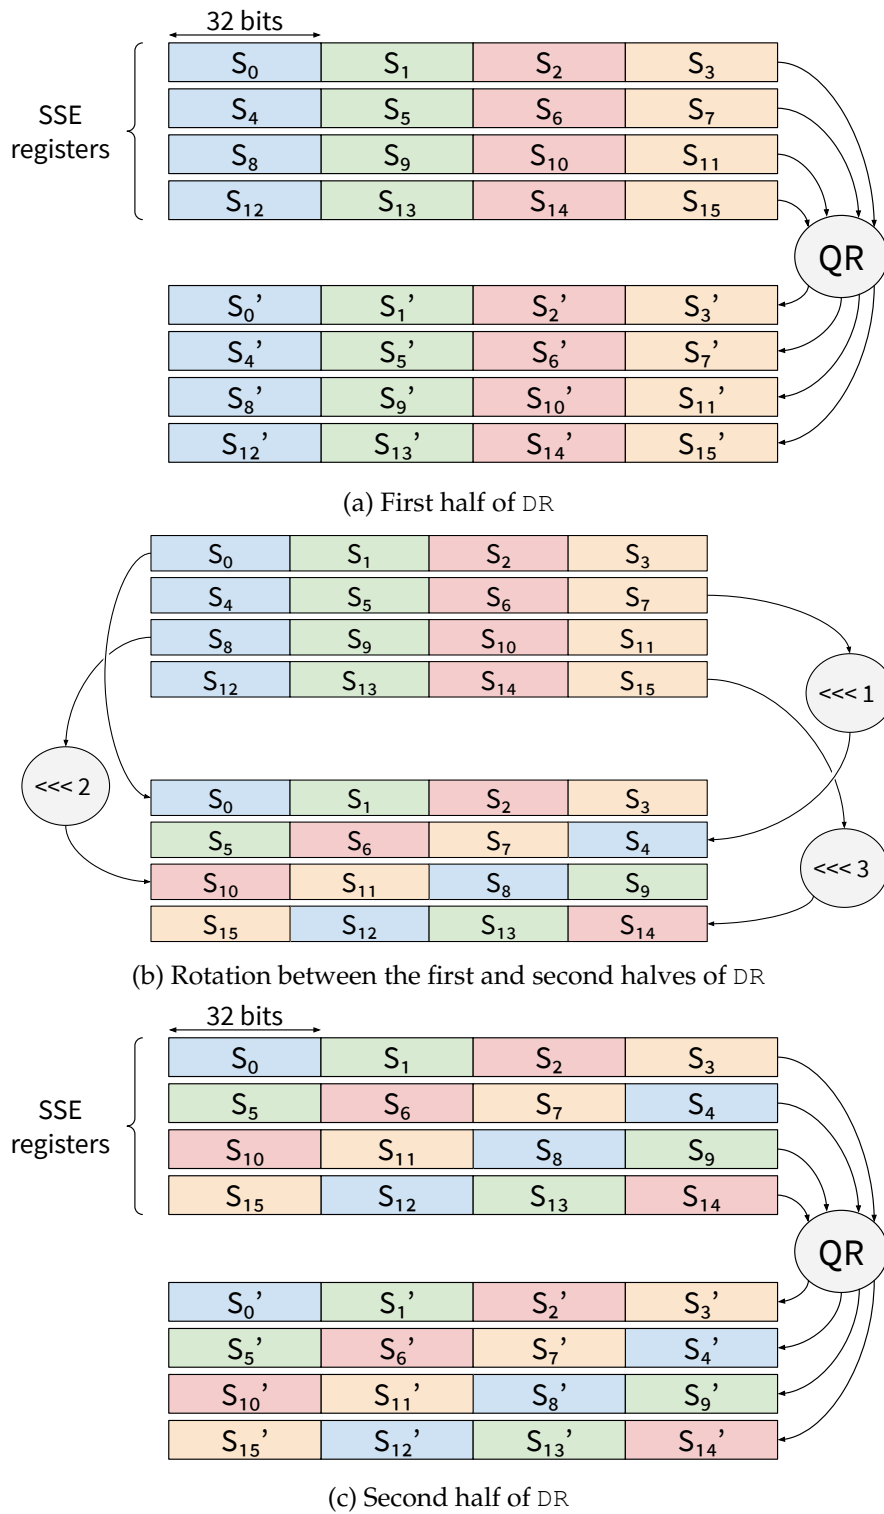 32 bits
SSE
registers
S₀ S₁ S₂ S₃
S₄ S₅ S₆ S₇
S₈ S₉ S₁₀ S₁₁
S₁₂ S₁₃ S₁₄ S₁₅
QR
S₀’ S₁’ S₂’ S₃’
S₄’ S₅’ S₆’ S₇’
S₈’ S₉’ S₁₀’ S₁₁’
S₁₂’ S₁₃’ S₁₄’ S₁₅’
(a) First half of DR
S₀ S₁ S₂ S₃
S₄ S₅ S₆ S₇
S₈ S₉ S₁₀ S₁₁
S₁₂ S₁₃ S₁₄ S₁₅
<<< 1
<<< 2
S₀ S₁ S₂ S₃
S₅ S₆ S₇ S₄
S₁₀ S₁₁ S₈ S₉
<<< 3
S₁₅ S₁₂ S₁₃ S₁₄
(b) Rotation between the first and second halves of DR
32 bits
SSE
registers
S₀ S₁ S₂ S₃
S₅ S₆ S₇ S₄
S₁₀ S₁₁ S₈ S₉
S₁₅ S₁₂ S₁₃ S₁₄
QR
S₀’ S₁’ S₂’ S₃’
S₅’ S₆’ S₇’ S₄’
S₁₀’ S₁₁’ S₈’ S₉’
S₁₅’ S₁₂’ S₁₃’ S₁₄’
(c) Second half of DR